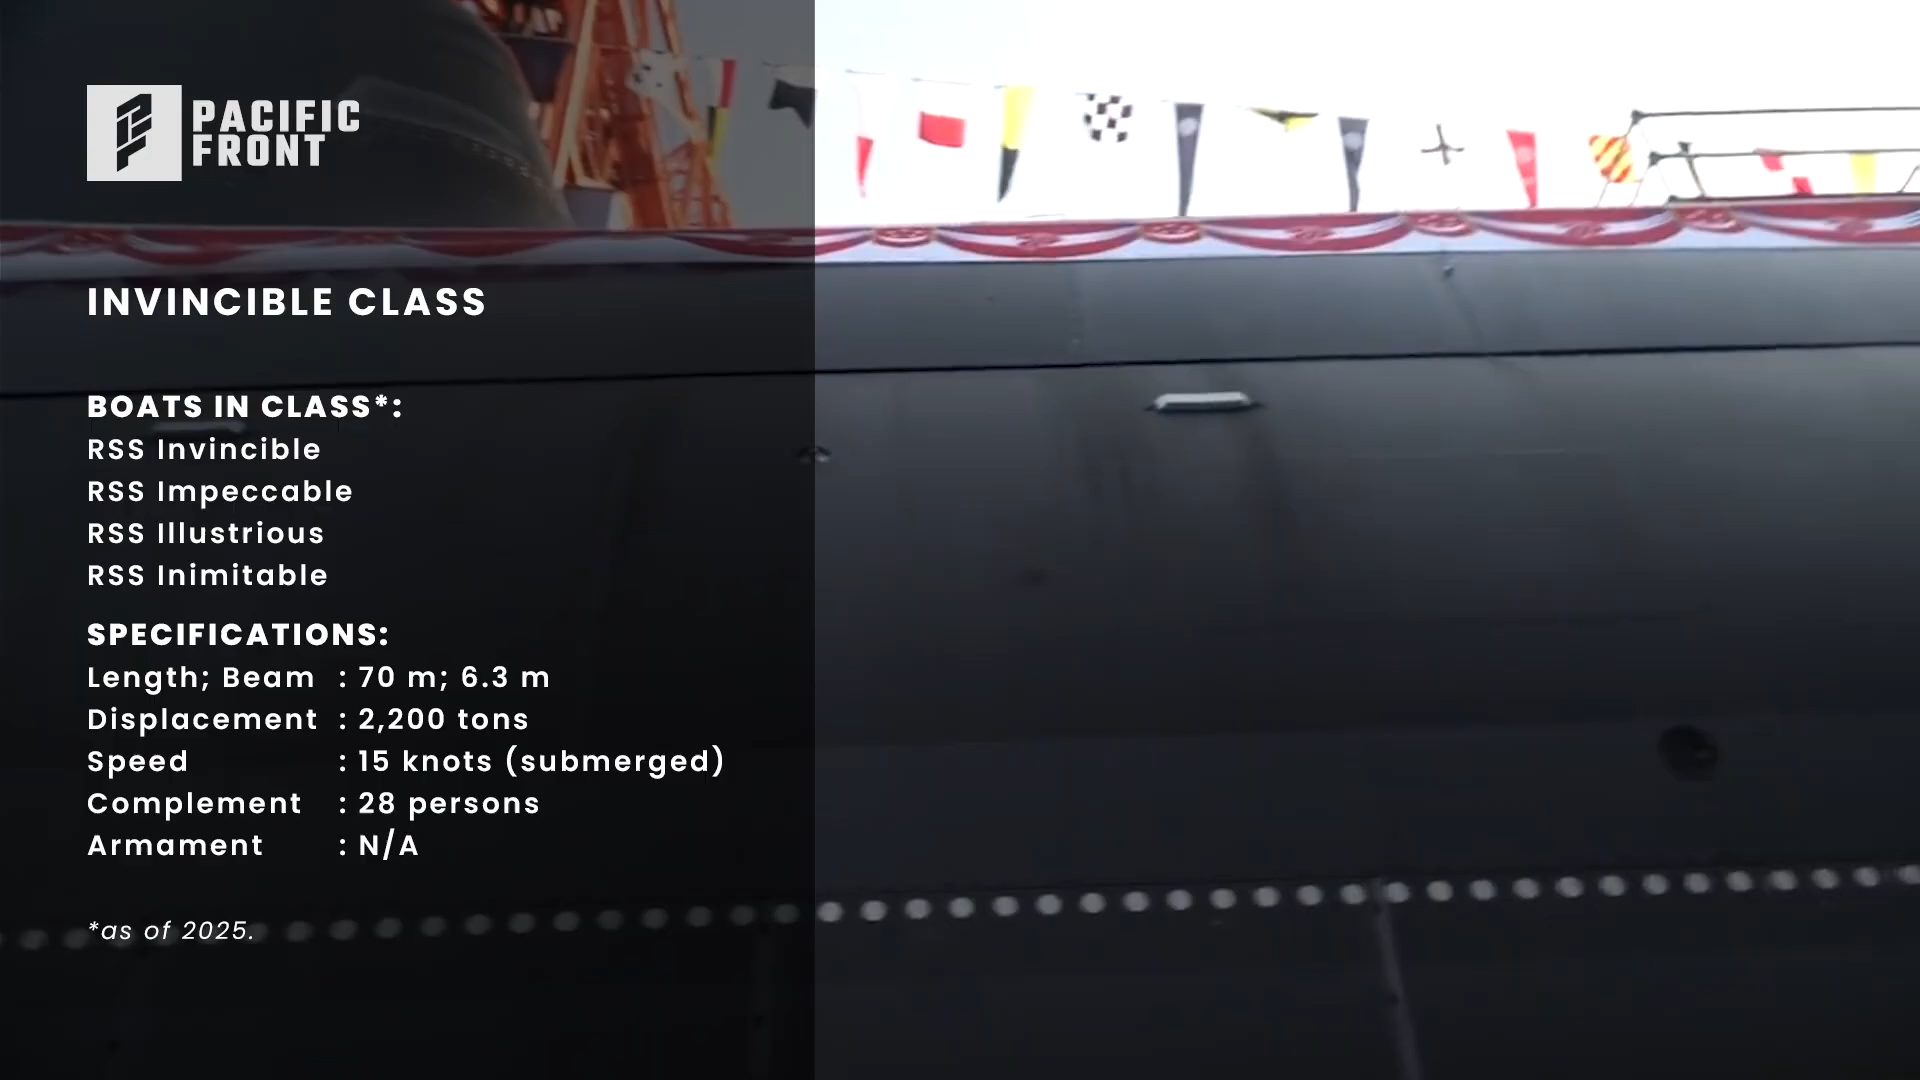 PACIFIC
FRONT
INVINCIBLE CLASS
BOATS IN CLASS*:
RSS Invincible
RSS Impeccable
RSS Illustrious
RSS Inimitable
SPECIFICATIONS:
Length; Beam : 70 m; 6.3 m
Displacement : 2,200 tons
Speed : 15 knots (submerged)
Complement : 28 persons
Armament : N/A
*as of 2025.